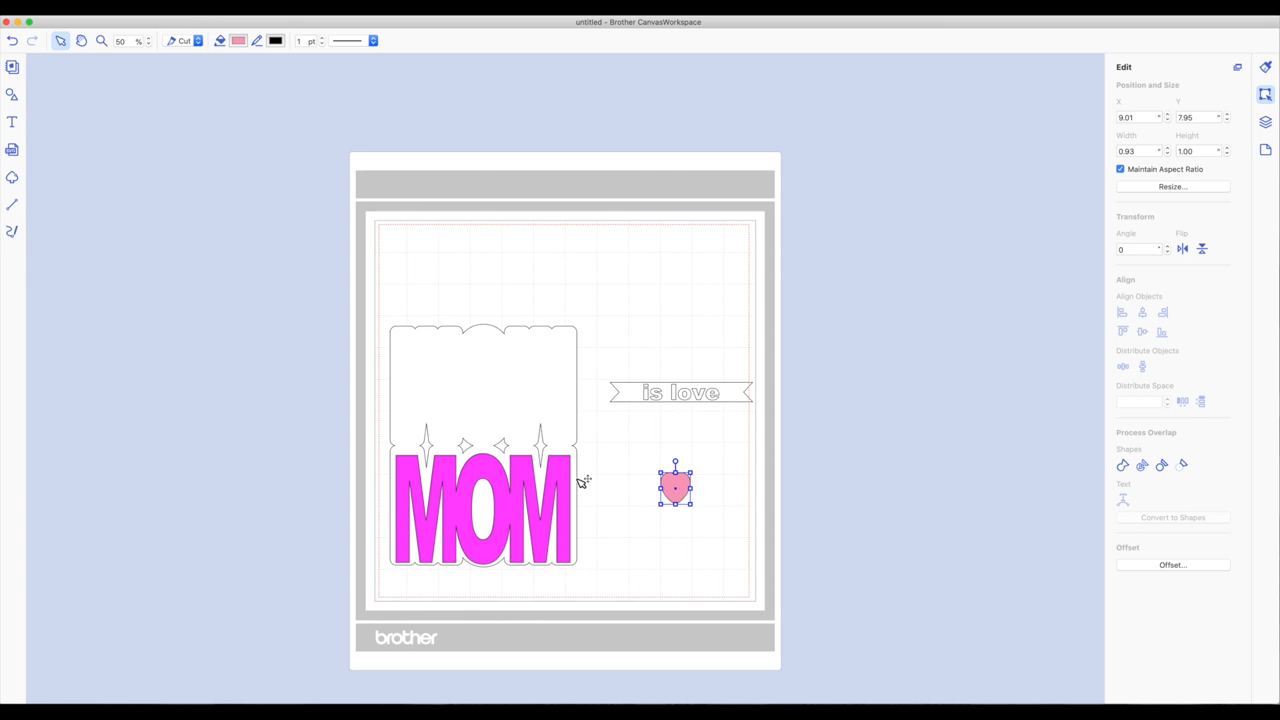 untitled - Brother CanvasWorkspace
50 %
Cut
1 pt
Edit
Position and Size
X Y
9.01 " 7.95 "
Width Height
0.93 " 1.00 "
Maintain Aspect Ratio
Resize...
Transform
Angle Flip
0 °
Align
Align Objects
Distribute Objects
Distribute Space
Process Overlap
Shapes
Text
Convert to Shapes
Offset
Offset...
is love
MOM
brother